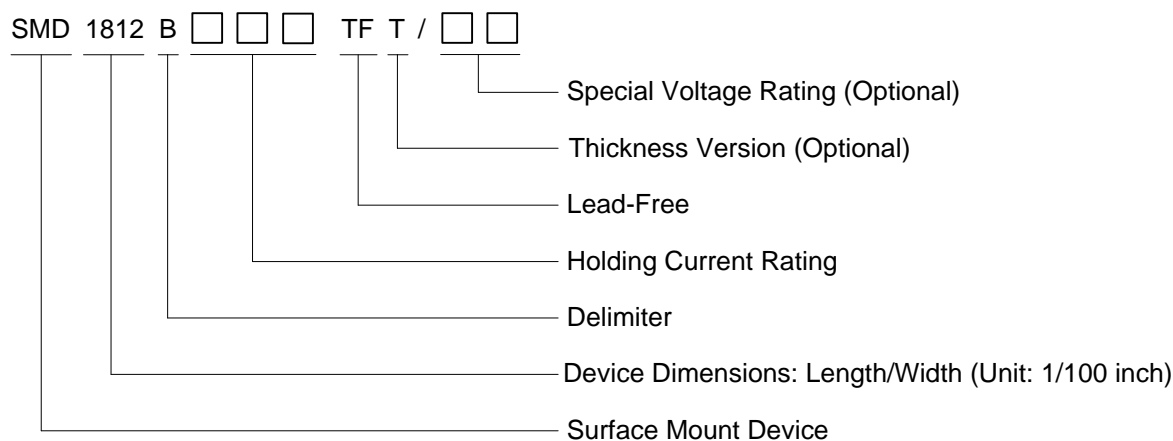 SMD 1812 B □ □ □ TF T / □ □
Special Voltage Rating (Optional)
Thickness Version (Optional)
Lead-Free
Holding Current Rating
Delimiter
Device Dimensions: Length/Width (Unit: 1/100 inch)
Surface Mount Device